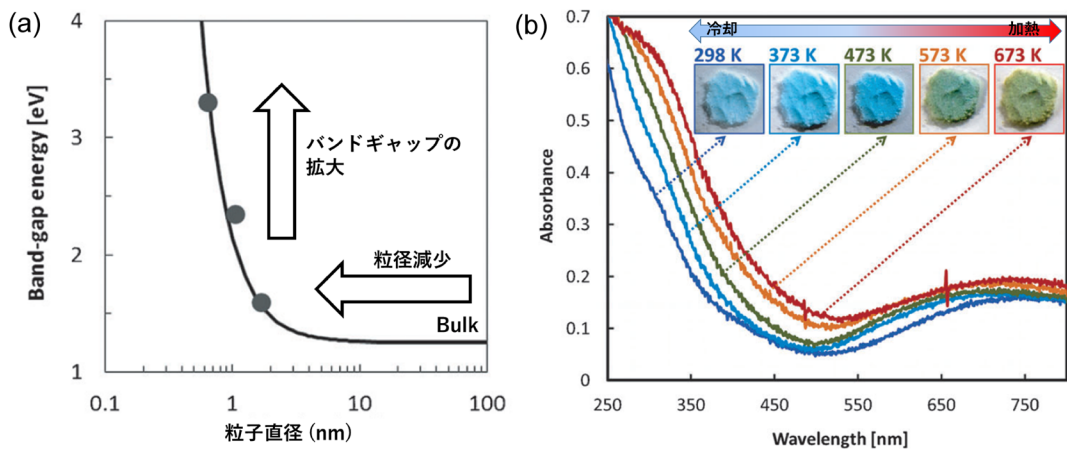 (a)
Band-gap energy [eV]
4
3
2
1
バンドギャップの
拡大
粒径減少
Bulk
0.1
1
10
100
粒子直径 (nm)
(b)
Absorbance
0.7
0.6
0.5
0.4
0.3
0.2
0.1
0
冷却
加熱
298 K
373 K
473 K
573 K
673 K
250
350
450
550
650
750
Wavelength [nm]